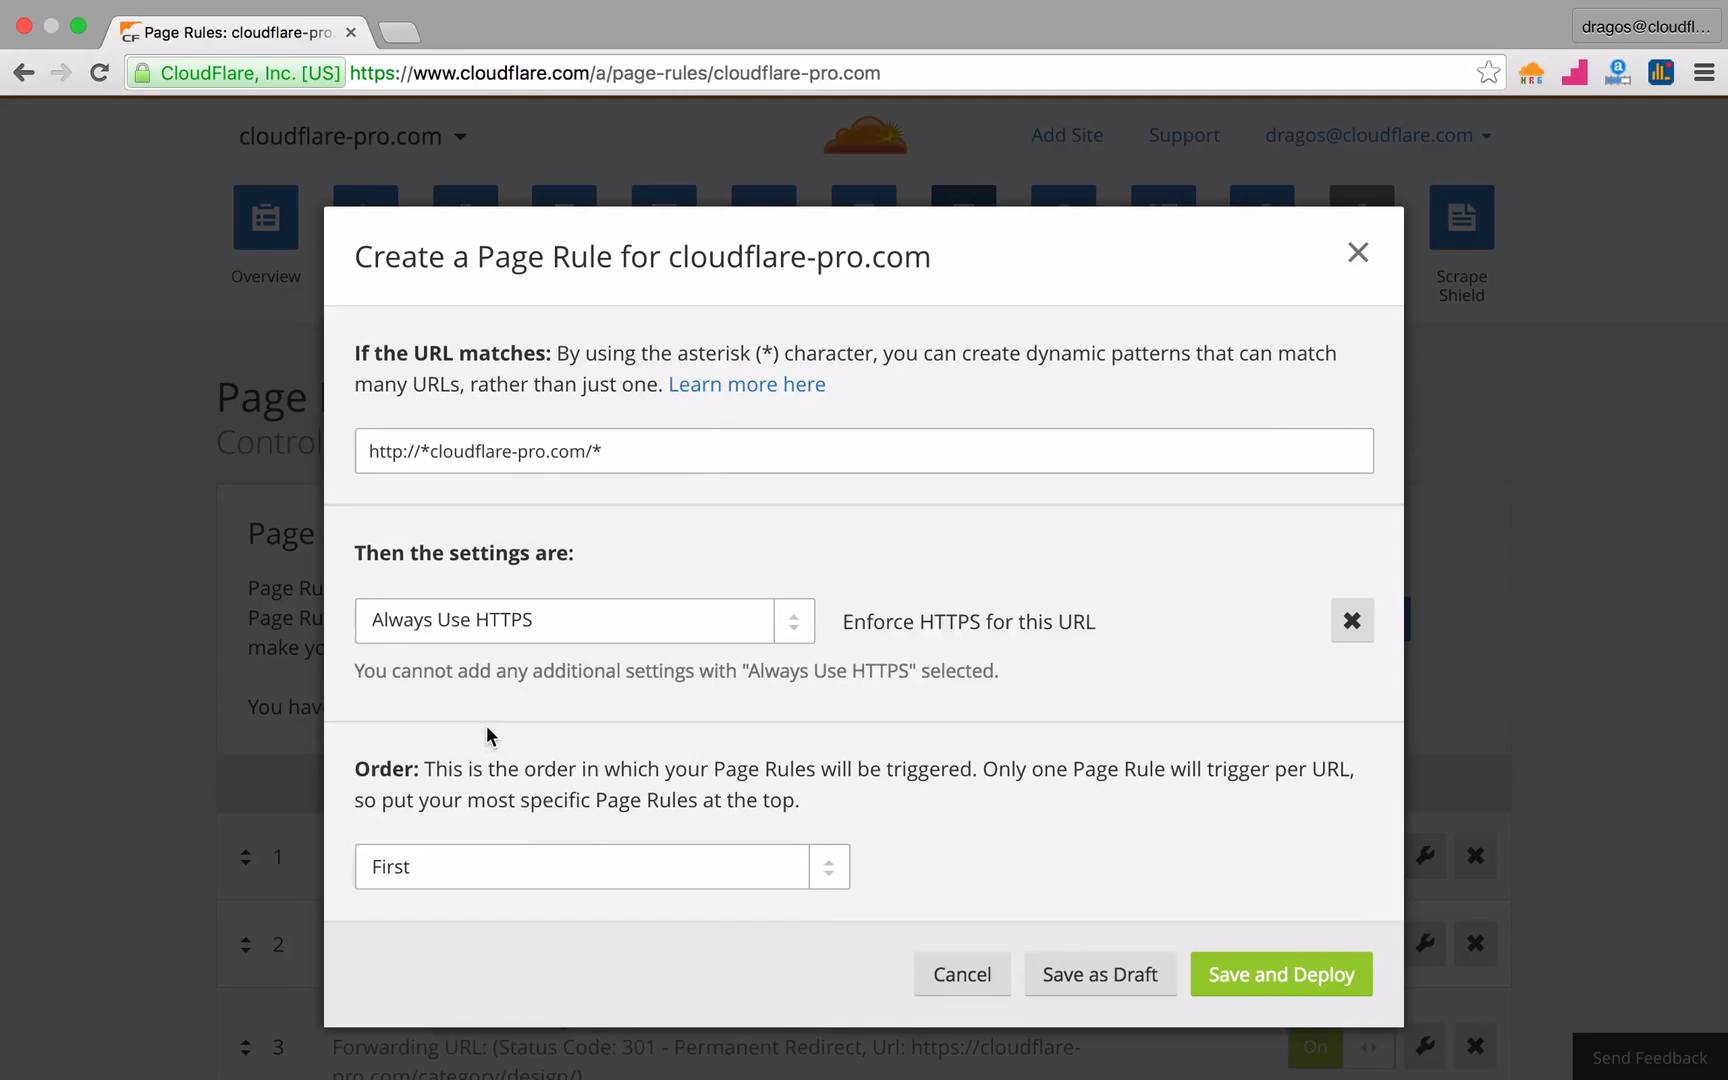 Page Rules: cloudflare-pro.
dragos@cloudfl...
CloudFlare, Inc. [US]
https://www.cloudflare.com/a/page-rules/cloudflare-pro.com
cloudflare-pro.com
Add Site
Support
dragos@cloudflare.com
Overview
Scrape
Shield
Create a Page Rule for cloudflare-pro.com
If the URL matches: By using the asterisk (*) character, you can create dynamic patterns that can match
many URLs, rather than just one. Learn more here
http://*cloudflare-pro.com/*
Then the settings are:
Always Use HTTPS
Enforce HTTPS for this URL
You cannot add any additional settings with "Always Use HTTPS" selected.
Order: This is the order in which your Page Rules will be triggered. Only one Page Rule will trigger per URL,
so put your most specific Page Rules at the top.
First
Cancel
Save as Draft
Save and Deploy
Page
Control
Page
Page Ru
Page Rul
make yo
You have
1
2
3
Forwarding URL: (Status Code: 301 - Permanent Redirect, Url: https://cloudflare-
pro.com/category/design/)
On
Send Feedback